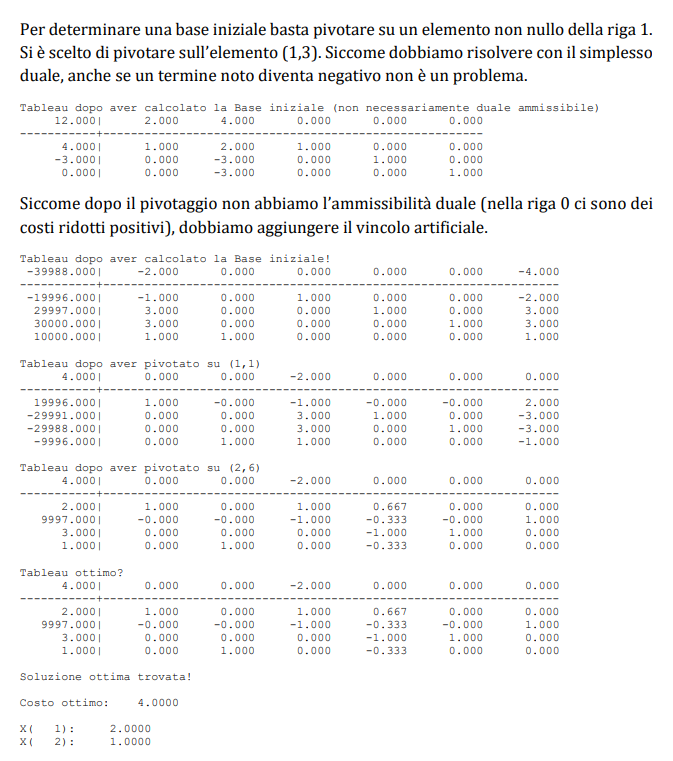 Per determinare una base iniziale basta pivotare su un elemento non nullo della riga 1.
Si è scelto di pivotare sull'elemento (1,3). Siccome dobbiamo risolvere con il simplesso
duale, anche se un termine noto diventa negativo non è un problema.
Tableau dopo aver calcolato la Base iniziale (non necessariamente duale ammissibile)
12.000| 2.000 4.000 0.000 0.000 0.000
----------+---------------------------------------------------
4.000| 1.000 2.000 1.000 0.000 0.000
-3.000| 0.000 -3.000 0.000 1.000 0.000
0.000| 0.000 -3.000 0.000 0.000 1.000
Siccome dopo il pivotaggio non abbiamo l'ammissibilità duale (nella riga 0 ci sono dei
costi ridotti positivi), dobbiamo aggiungere il vincolo artificiale.
Tableau dopo aver calcolato la Base iniziale!
-39988.000| -2.000 0.000 0.000 0.000 0.000 -4.000
----------+--------------------------------------------------------------
-19996.000| -1.000 0.000 1.000 0.000 0.000 -2.000
29997.000| 3.000 0.000 0.000 1.000 0.000 3.000
30000.000| 3.000 0.000 0.000 0.000 1.000 3.000
10000.000| 1.000 1.000 0.000 0.000 0.000 1.000
Tableau dopo aver pivotato su (1,1)
4.000| 0.000 0.000 -2.000 0.000 0.000 0.000
----------+--------------------------------------------------------------
19996.000| 1.000 -0.000 -1.000 -0.000 -0.000 2.000
-29991.000| 0.000 0.000 3.000 1.000 0.000 -3.000
-29988.000| 0.000 0.000 3.000 0.000 1.000 -3.000
-9996.000| 0.000 1.000 1.000 0.000 0.000 -1.000
Tableau dopo aver pivotato su (2,6)
4.000| 0.000 0.000 -2.000 0.000 0.000 0.000
----------+--------------------------------------------------------------
2.000| 1.000 0.000 1.000 0.667 0.000 0.000
9997.000| -0.000 -0.000 -1.000 -0.333 -0.000 1.000
3.000| 0.000 0.000 0.000 -1.000 1.000 0.000
1.000| 0.000 1.000 0.000 -0.333 0.000 0.000
Tableau ottimo?
4.000| 0.000 0.000 -2.000 0.000 0.000 0.000
----------+--------------------------------------------------------------
2.000| 1.000 0.000 1.000 0.667 0.000 0.000
9997.000| -0.000 -0.000 -1.000 -0.333 -0.000 1.000
3.000| 0.000 0.000 0.000 -1.000 1.000 0.000
1.000| 0.000 1.000 0.000 -0.333 0.000 0.000
Soluzione ottima trovata!
Costo ottimo: 4.0000
X( 1): 2.0000
X( 2): 1.0000